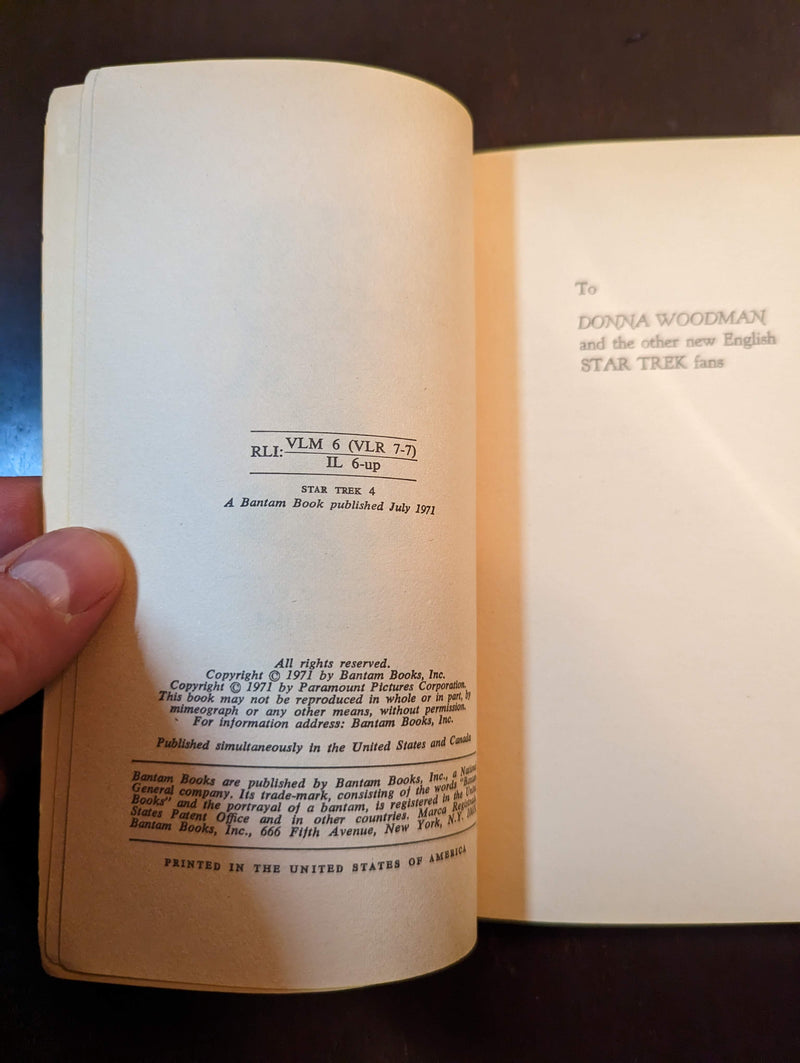 RLI: VLM 6 (VLR 7-7)
IL 6-up
STAR TREK 4
A Bantam Book published July 1971
All rights reserved.
Copyright © 1971 by Bantam Books, Inc.
Copyright © 1971 by Paramount Pictures Corporation.
This book may not be reproduced in whole or in part, by
mimeograph or any other means, without permission.
For information address: Bantam Books, Inc.
Published simultaneously in the United States and Canada
Bantam Books are published by Bantam Books, Inc., a National
General company. Its trade-mark, consisting of the words "Bantam
Books" and the portrayal of a bantam, is registered in the United
States Patent Office and in other countries. Marca Registrada.
Bantam Books, Inc., 666 Fifth Avenue, New York, N.Y.
PRINTED IN THE UNITED STATES OF AMERICA
To
DONNA WOODMAN
and the other new English
STAR TREK fans